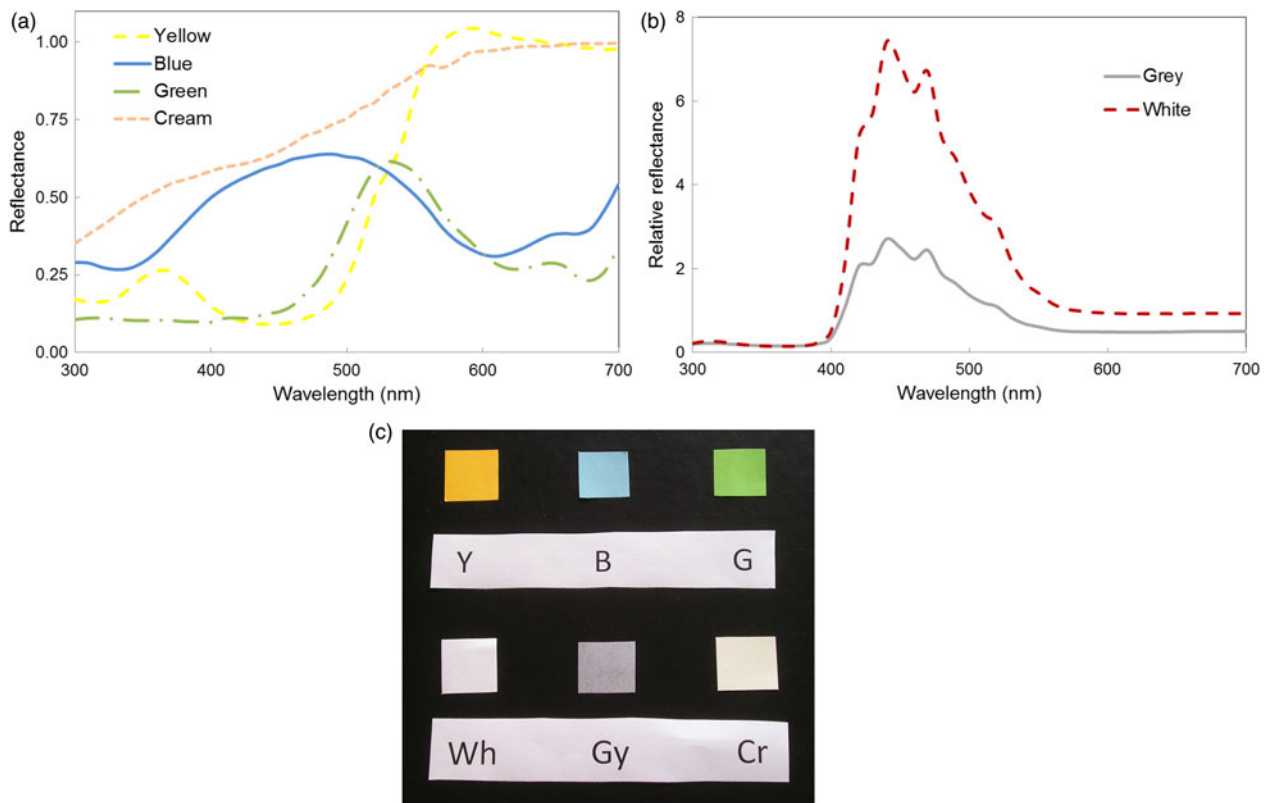 (a)
Yellow
Blue
Green
Cream
1.00
0.75
0.50
0.25
0.00
Reflectance
300 400 500 600 700
Wavelength (nm)
(b)
Grey
White
8
6
4
2
0
Relative reflectance
300 400 500 600 700
Wavelength (nm)
(c)
Y B G
Wh Gy Cr